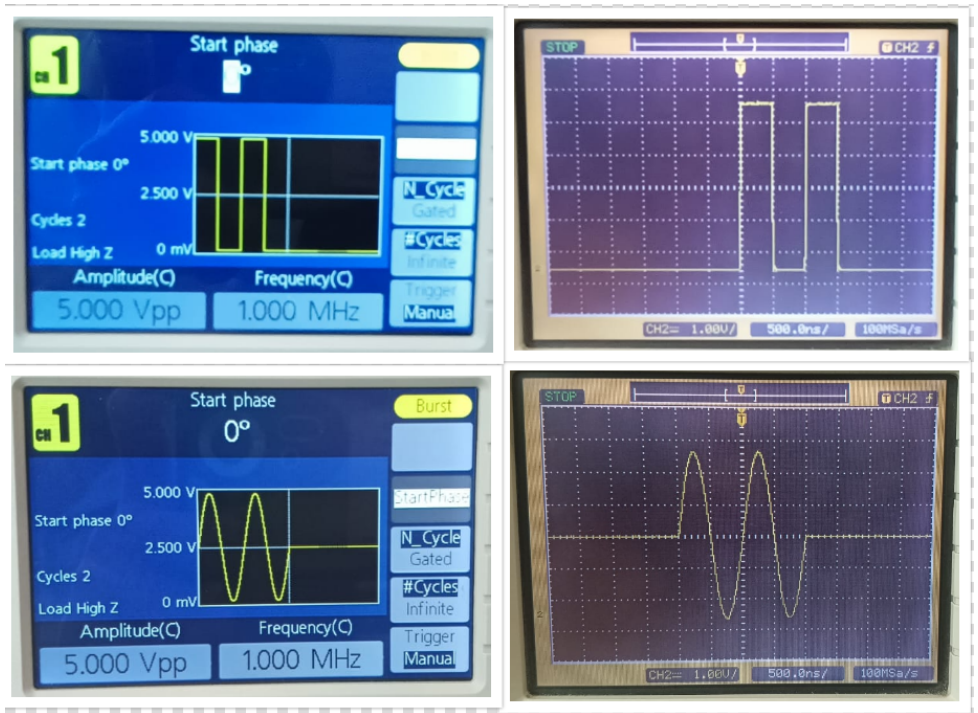 CH 1
Start phase
°
5.000 V
Start phase 0°
2.500 V
Cycles 2
Load High Z
0 mV
Amplitude(C)
Frequency(C)
5.000 Vpp
1.000 MHz
N_Cycle
Gated
#Cycles
Infinite
Trigger
Manual
STOP
T
T CH2
T
CH2= 1.00V/
500.0ns/
100MSa/s
CH 1
Start phase
0°
Burst
5.000 V
Start phase 0°
2.500 V
Cycles 2
Load High Z
0 mV
Amplitude(C)
Frequency(C)
5.000 Vpp
1.000 MHz
StartPhase
N_Cycle
Gated
#Cycles
Infinite
Trigger
Manual
STOP
T
T CH2
T
CH2= 1.00V/
500.0ns/
100MSa/s